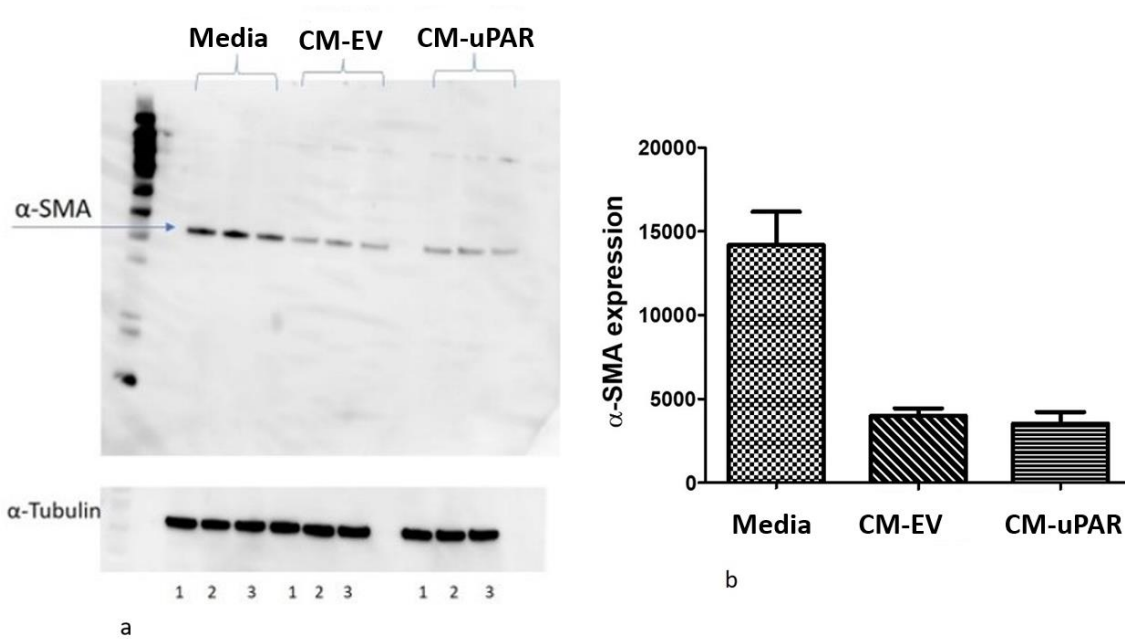 Media CM-EV CM-uPAR
α-SMA
α-Tubulin
1 2 3 1 2 3 1 2 3
a
α-SMA expression
20000
15000
10000
5000
0
Media CM-EV CM-uPAR
b